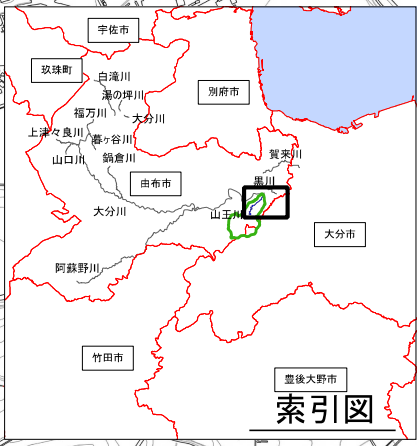 宇佐市
玖珠町
白滝川
湯の坪川
別府市
福万川
大分川
上津々良川
暮ヶ谷川
山口川
鍋倉川
賀来川
黒川
由布市
大分川
山王川
大分市
阿蘇野川
竹田市
豊後大野市
索引図